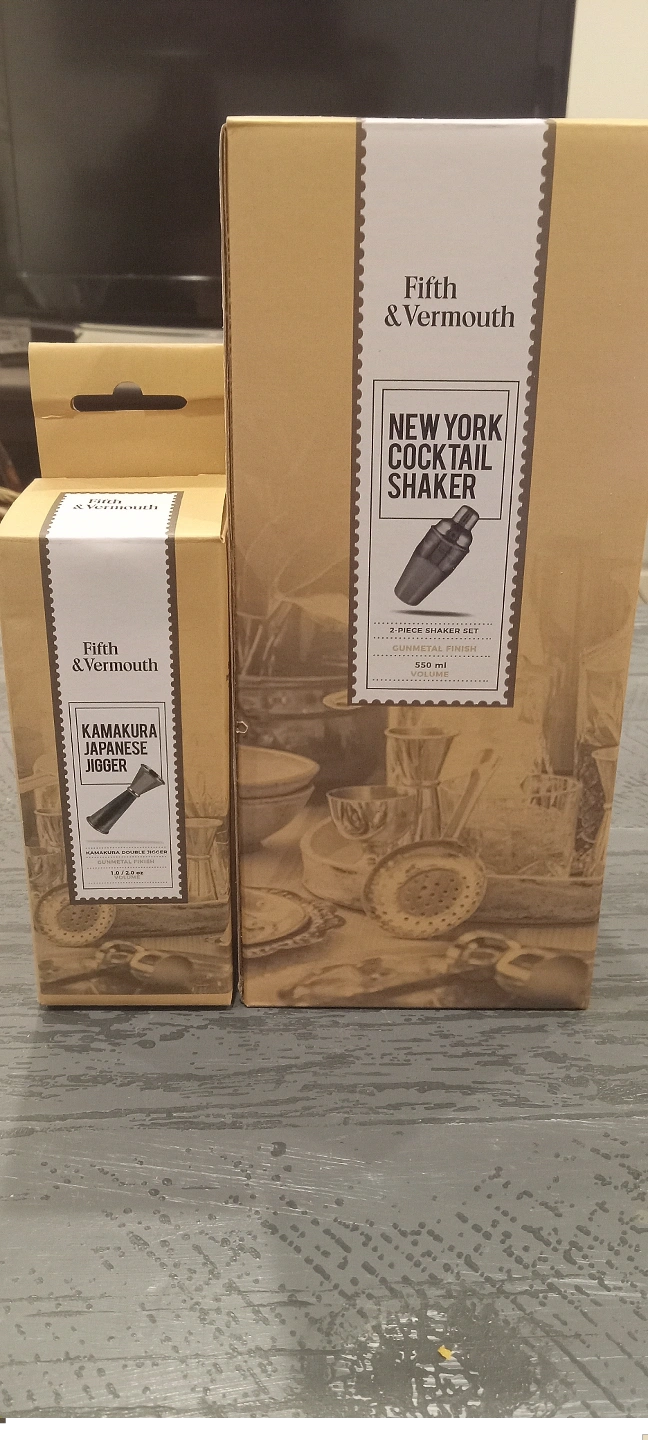 Fifth
& Vermouth
Fifth
& Vermouth
KAMAKURA
JAPANESE
JIGGER
KAMAKURA DOUBLE JIGGER
GUNMETAL FINISH
1.0 / 2.0 oz
VOLUME
Fifth
& Vermouth
NEW YORK
COCKTAIL
SHAKER
2-PIECE SHAKER SET
GUNMETAL FINISH
550 ml
VOLUME